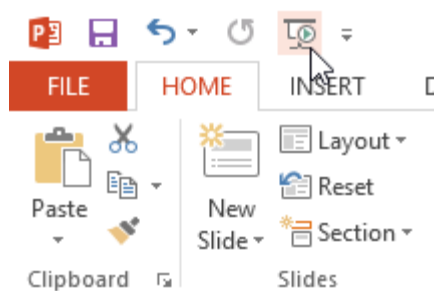 FILE HOME INSERT
Paste
New
Slide
Layout
Reset
Section
Clipboard Slides